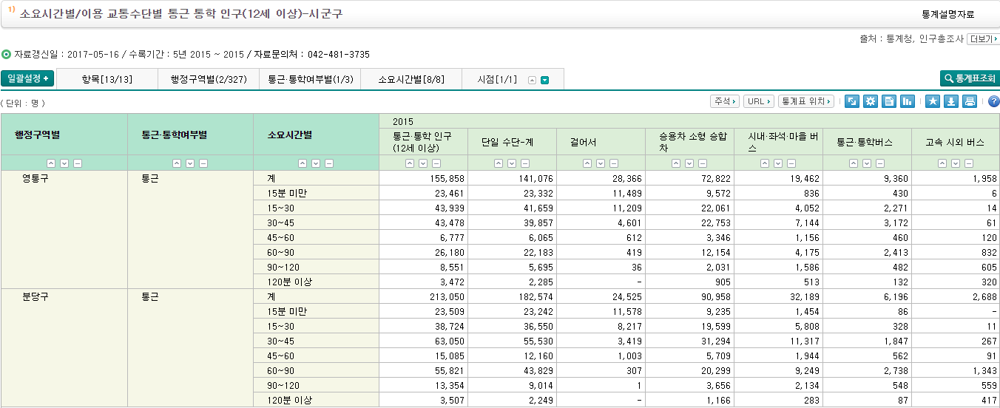 1) 소요시간별/이용 교통수단별 통근 통학 인구(12세 이상)-시군구 통계설명자료
출처 : 통계청, 인구총조사 더보기
자료갱신일 : 2017-05-16 / 수록기간 : 5년 2015 ~ 2015 / 자료문의처 : 042-481-3735
일괄설정 + 항목[13/13] 행정구역별(2/327) 통근·통학여부별(1/3) 소요시간별[8/8] 시점[1/1] 통계표조회
( 단위 : 명 ) 주석 URL 통계표 위치 ?
행정구역별 통근·통학여부별 소요시간별 2015
통근·통학 인구 (12세 이상) 단일 수단-계 걸어서 승용차 소형 승합차 시내·좌석·마을 버스 통근·통학버스 고속 시외 버스
영통구 통근 계 155,858 141,076 28,366 72,822 19,462 9,360 1,958
15분 미만 23,461 23,332 11,489 9,572 836 430 6
15~30 43,939 41,659 11,209 22,061 4,052 2,271 14
30~45 43,478 39,857 4,601 22,753 7,144 3,172 61
45~60 6,777 6,065 612 3,346 1,156 460 120
60~90 26,180 22,183 419 12,154 4,175 2,413 832
90~120 8,551 5,695 36 2,031 1,586 482 605
120분 이상 3,472 2,285 - 905 513 132 320
분당구 통근 계 213,050 182,574 24,525 90,958 32,189 6,196 2,688
15분 미만 23,509 23,242 11,578 9,235 1,454 86 -
15~30 38,724 36,550 8,217 19,599 5,808 328 11
30~45 63,050 55,530 3,419 31,294 11,317 1,847 267
45~60 15,085 12,160 1,003 5,709 1,944 562 91
60~90 55,821 43,829 307 20,299 9,249 2,738 1,343
90~120 13,354 9,014 1 3,656 2,134 548 559
120분 이상 3,507 2,249 - 1,166 283 87 417